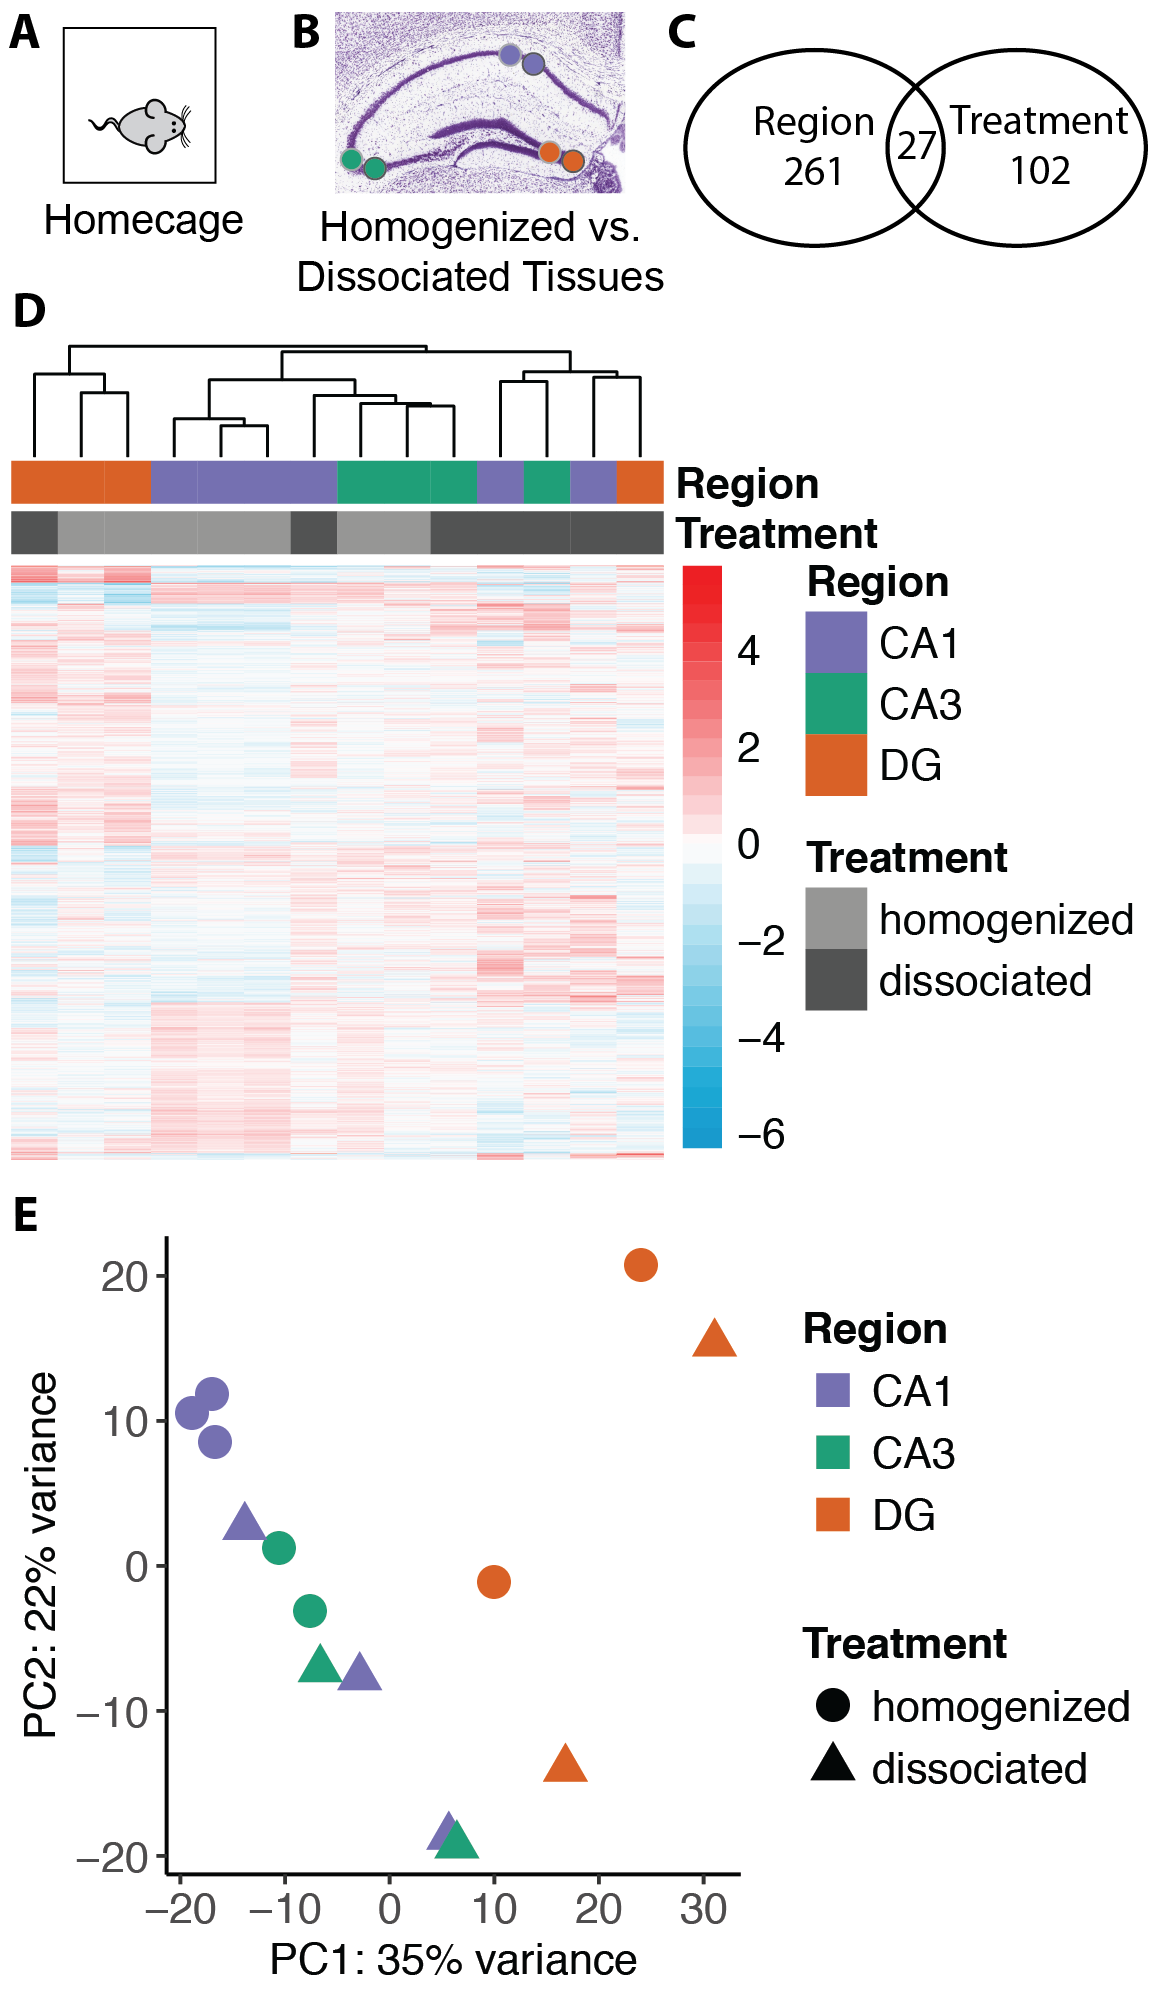 A
B
C
Homecage
Homogenized vs.
Dissociated Tissues
Region
261
27
Treatment
102
D
Region
Treatment
4
2
0
−2
−4
−6
Region
CA1
CA3
DG
Treatment
homogenized
dissociated
E
20
10
0
−10
−20
PC2: 22% variance
−20 −10 0 10 20 30
PC1: 35% variance
Region
CA1
CA3
DG
Treatment
homogenized
dissociated